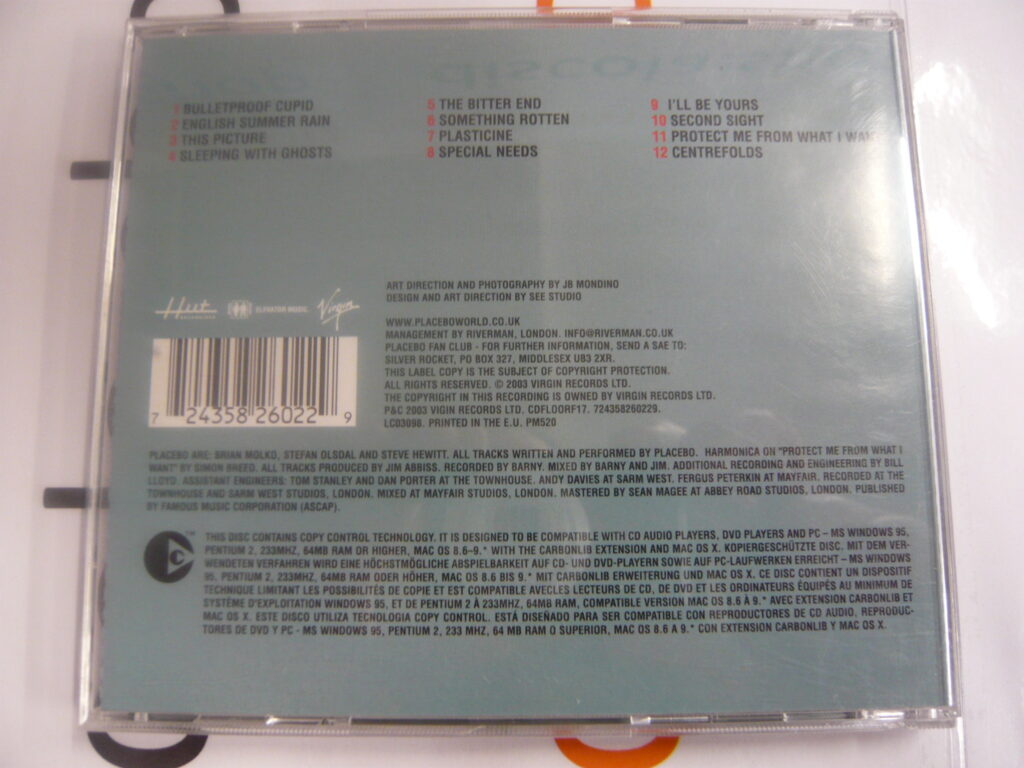 1 BULLETPROOF CUPID
2 ENGLISH SUMMER RAIN
3 THIS PICTURE
4 SLEEPING WITH GHOSTS
5 THE BITTER END
6 SOMETHING ROTTEN
7 PLASTICINE
8 SPECIAL NEEDS
9 I'LL BE YOURS
10 SECOND SIGHT
11 PROTECT ME FROM WHAT I WANT
12 CENTREFOLDS
ART DIRECTION AND PHOTOGRAPHY BY JB MONDINO
DESIGN AND ART DIRECTION BY SEE STUDIO
Hut ELEVATOR MUSIC. Virgin
WWW.PLACEBOWORLD.CO.UK
MANAGEMENT BY RIVERMAN, LONDON. INFO@RIVERMAN.CO.UK
PLACEBO FAN CLUB - FOR FURTHER INFORMATION, SEND A SAE TO:
SILVER ROCKET, PO BOX 327, MIDDLESEX UB3 2XR.
THIS LABEL COPY IS THE SUBJECT OF COPYRIGHT PROTECTION.
ALL RIGHTS RESERVED. © 2003 VIRGIN RECORDS LTD.
THE COPYRIGHT IN THIS RECORDING IS OWNED BY VIRGIN RECORDS LTD.
P&C 2003 VIGIN RECORDS LTD. CDFLOORF17. 724358260229.
LC03098. PRINTED IN THE E.U. PM520
7 24358 26022 9
PLACEBO ARE: BRIAN MOLKO, STEFAN OLSDAL AND STEVE HEWITT. ALL TRACKS WRITTEN AND PERFORMED BY PLACEBO. HARMONICA ON "PROTECT ME FROM WHAT I
WANT" BY SIMON BREED. ALL TRACKS PRODUCED BY JIM ABBISS. RECORDED BY BARNY. MIXED BY BARNY AND JIM. ADDITIONAL RECORDING AND ENGINEERING BY BILL
LLOYD. ASSISTANT ENGINEERS: TOM STANLEY AND DAN PORTER AT THE TOWNHOUSE. ANDY DAVIES AT SARM WEST. FERGUS PETERKIN AT MAYFAIR. RECORDED AT THE
TOWNHOUSE AND SARM WEST STUDIOS, LONDON. MIXED AT MAYFAIR STUDIOS, LONDON. MASTERED BY SEAN MAGEE AT ABBEY ROAD STUDIOS, LONDON. PUBLISHED
BY FAMOUS MUSIC CORPORATION (ASCAP).
THIS DISC CONTAINS COPY CONTROL TECHNOLOGY. IT IS DESIGNED TO BE COMPATIBLE WITH CD AUDIO PLAYERS, DVD PLAYERS AND PC – MS WINDOWS 95,
PENTIUM 2, 233MHZ, 64MB RAM OR HIGHER, MAC OS 8.6–9.* WITH THE CARBONLIB EXTENSION AND MAC OS X. KOPIERGESCHÜTZTE DISC. MIT DEM VER-
WENDETEN VERFAHREN WIRD EINE HÖCHSTMÖGLICHE ABSPIELBARKEIT AUF CD- UND DVD-PLAYERN SOWIE AUF PC-LAUFWERKEN ERREICHT – MS WINDOWS
95, PENTIUM 2, 233MHZ, 64MB RAM ODER HÖHER, MAC OS 8.6 BIS 9.* MIT CARBONLIB ERWEITERUNG UND MAC OS X. CE DISC CONTIENT UN DISPOSITIF
TECHNIQUE LIMITANT LES POSSIBILITÉS DE COPIE ET EST COMPATIBLE AVECLES LECTEURS DE CD, DE DVD ET LES ORDINATEURS ÉQUIPÉS AU MINIMUM DE
SYSTÈME D'EXPLOITATION WINDOWS 95, ET DE PENTIUM 2 À 233MHZ, 64MB RAM, COMPATIBLE VERSION MAC OS 8.6 À 9.* AVEC EXTENSION CARBONLIB ET
MAC OS X. ESTE DISCO UTILIZA TECNOLOGIA COPY CONTROL. ESTÁ DISEÑADO PARA SER COMPATIBLE CON REPRODUCTORES DE CD AUDIO, REPRODUC-
TORES DE DVD Y PC - MS WINDOWS 95, PENTIUM 2, 233 MHZ, 64 MB RAM O SUPERIOR, MAC OS 8.6 A 9.* CON EXTENSION CARBONLIB Y MAC OS X.